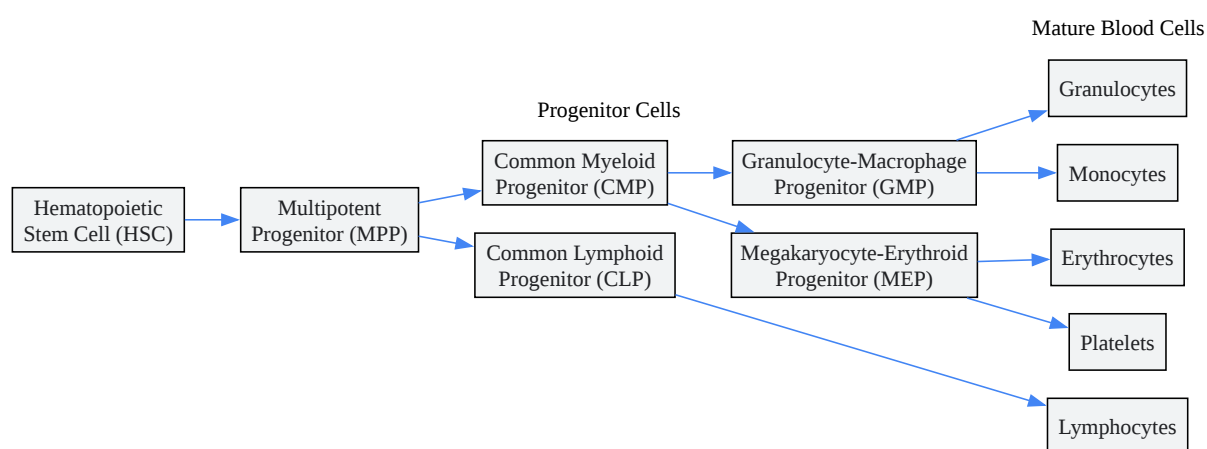 Mature Blood Cells
Granulocytes
Progenitor Cells
Common Myeloid
Progenitor (CMP)
Granulocyte-Macrophage
Progenitor (GMP)
Monocytes
Hematopoietic
Stem Cell (HSC)
Multipotent
Progenitor (MPP)
Common Lymphoid
Progenitor (CLP)
Megakaryocyte-Erythroid
Progenitor (MEP)
Erythrocytes
Platelets
Lymphocytes